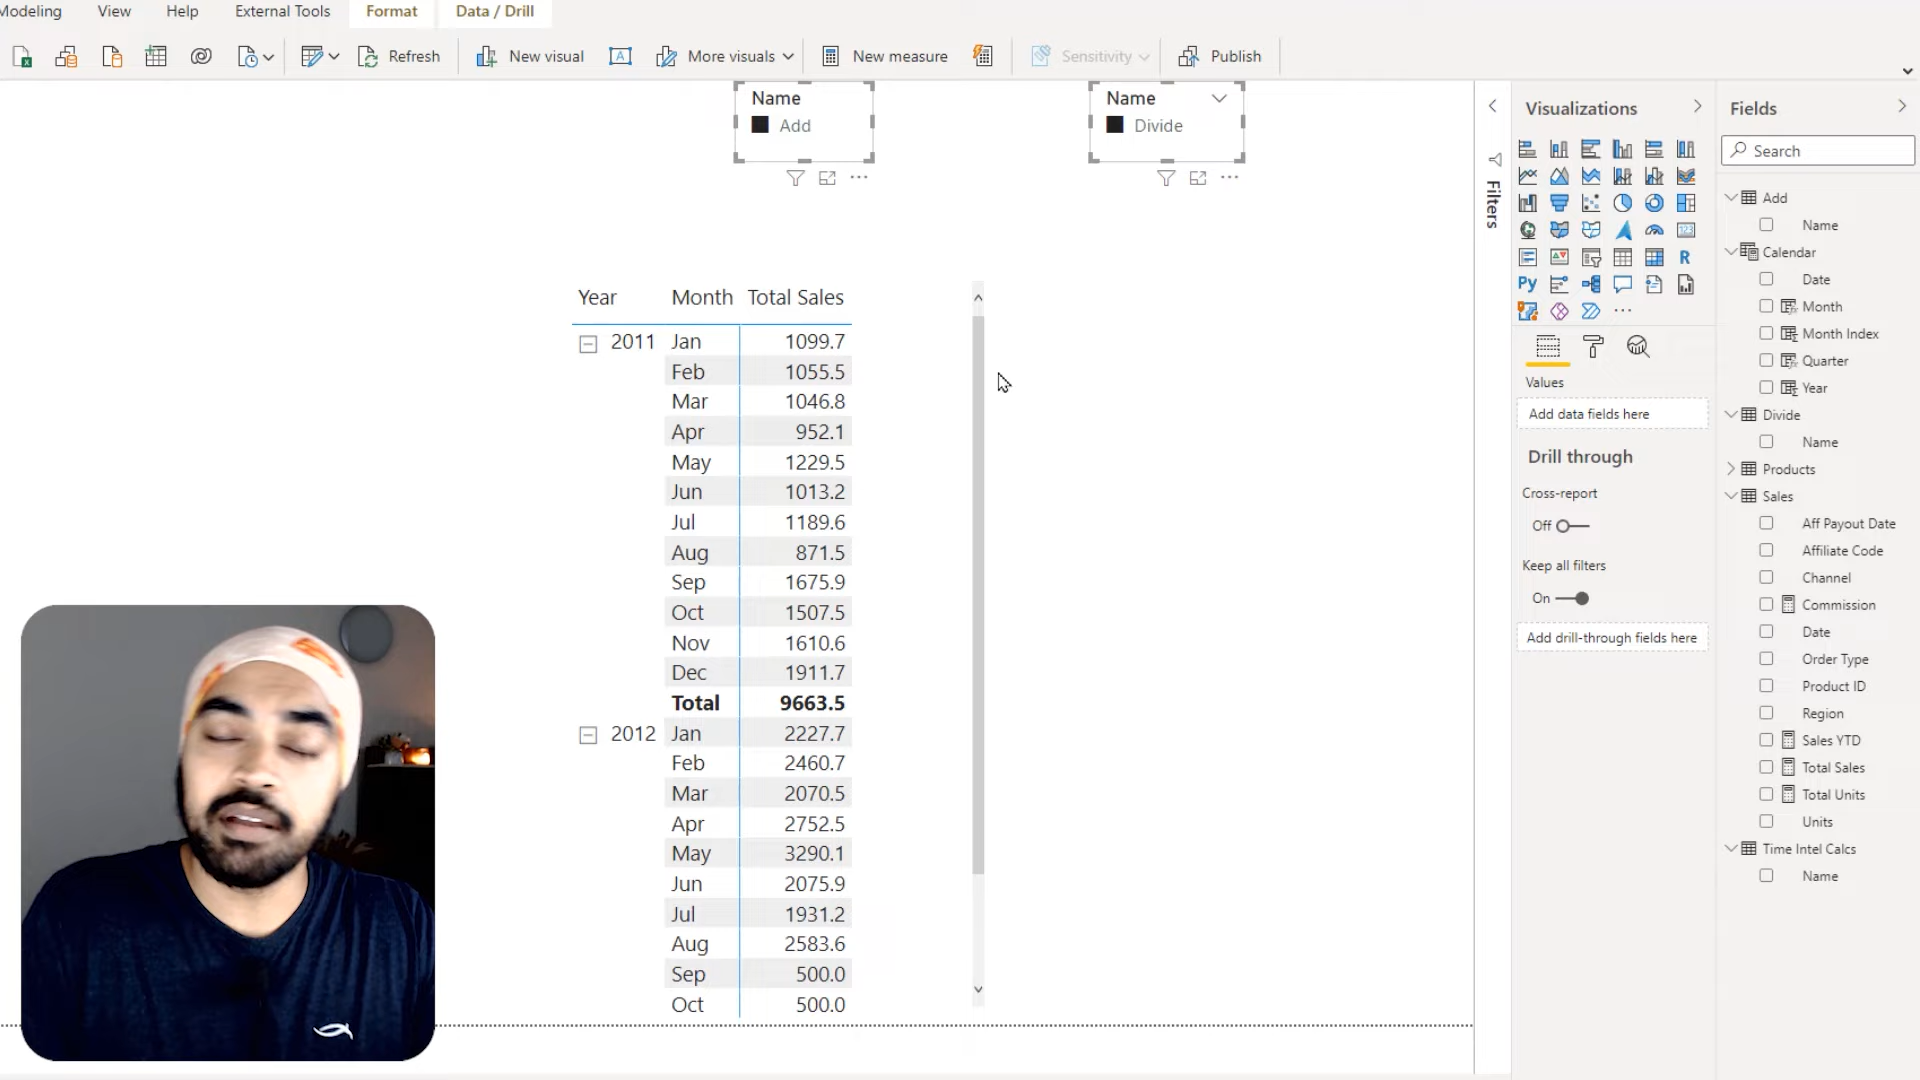 Modeling View Help External Tools Format Data / Drill
Refresh New visual More visuals New measure Sensitivity Publish
Name
Add
Name
Divide
Year Month Total Sales
2011 Jan 1099.7
Feb 1055.5
Mar 1046.8
Apr 952.1
May 1229.5
Jun 1013.2
Jul 1189.6
Aug 871.5
Sep 1675.9
Oct 1507.5
Nov 1610.6
Dec 1911.7
Total 9663.5
2012 Jan 2227.7
Feb 2460.7
Mar 2070.5
Apr 2752.5
May 3290.1
Jun 2075.9
Jul 1931.2
Aug 2583.6
Sep 500.0
Oct 500.0
Filters
Visualizations
R
Py
Values
Add data fields here
Drill through
Cross-report
Off
Keep all filters
On
Add drill-through fields here
Fields
Search
Add
Name
Calendar
Date
Month
Month Index
Quarter
Year
Divide
Name
Products
Sales
Aff Payout Date
Affiliate Code
Channel
Commission
Date
Order Type
Product ID
Region
Sales YTD
Total Sales
Total Units
Units
Time Intel Calcs
Name